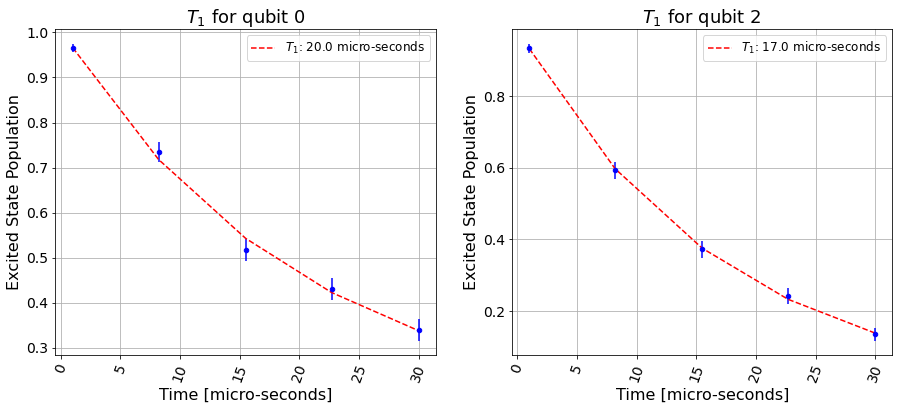 T₁ for qubit 0
T₁: 20.0 micro-seconds
Excited State Population
1.0
0.9
0.8
0.7
0.6
0.5
0.4
0.3
0 5 10 15 20 25 30
Time [micro-seconds]
T₁ for qubit 2
T₁: 17.0 micro-seconds
Excited State Population
0.8
0.6
0.4
0.2
0 5 10 15 20 25 30
Time [micro-seconds]